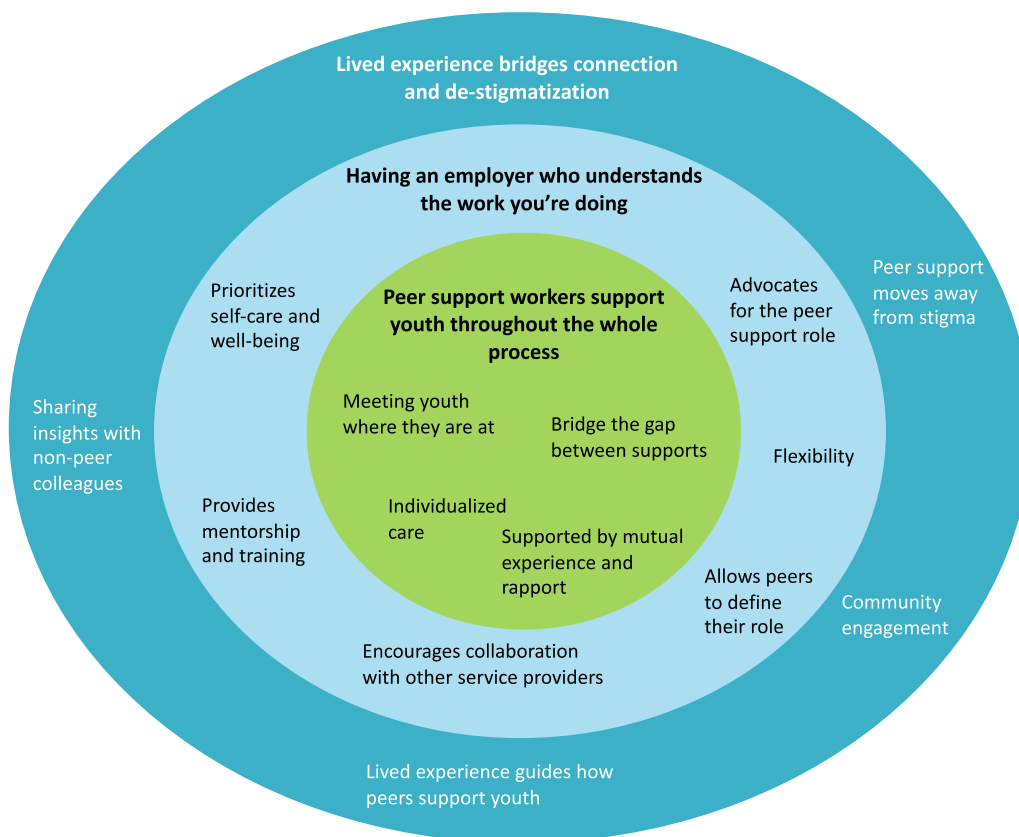 Lived experience bridges connection
and de-stigmatization
Having an employer who understands
the work you’re doing
Peer support workers support
youth throughout the whole
process
Prioritizes
self-care and
well-being
Advocates
for the peer
support role
Peer support
moves away
from stigma
Sharing
insights with
non-peer
colleagues
Meeting youth
where they are at
Bridge the gap
between supports
Flexibility
Provides
mentorship
and training
Individualized
care
Supported by mutual
experience and
rapport
Allows peers
to define
their role
Community
engagement
Encourages collaboration
with other service providers
Lived experience guides how
peers support youth